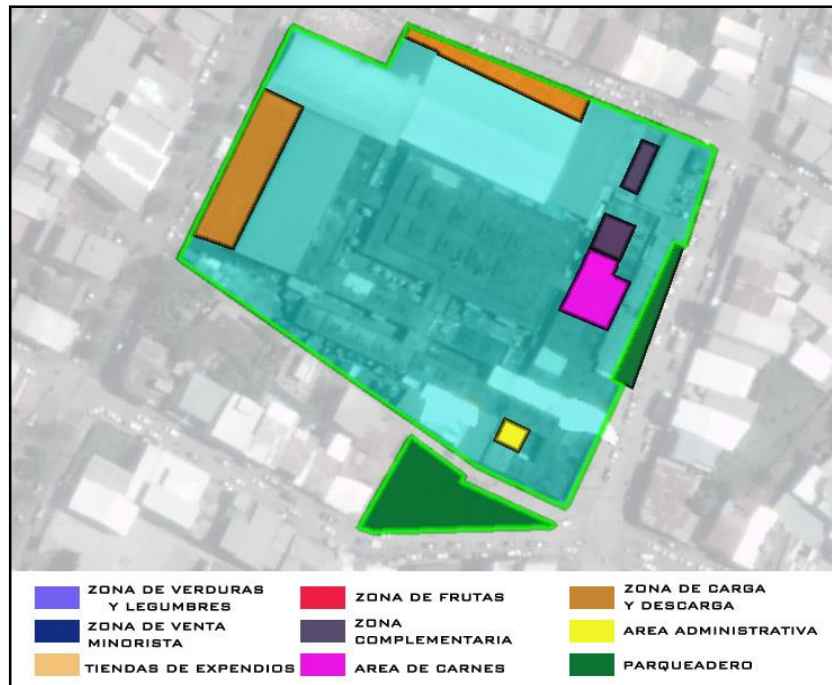 ZONA DE VERDURAS
Y LEGUMBRES
ZONA DE FRUTAS
ZONA DE CARGA
Y DESCARGA
ZONA DE VENTA
MINORISTA
ZONA
COMPLEMENTARIA
AREA ADMINISTRATIVA
TIENDAS DE EXPENDIOS
AREA DE CARNES
PARQUEADERO